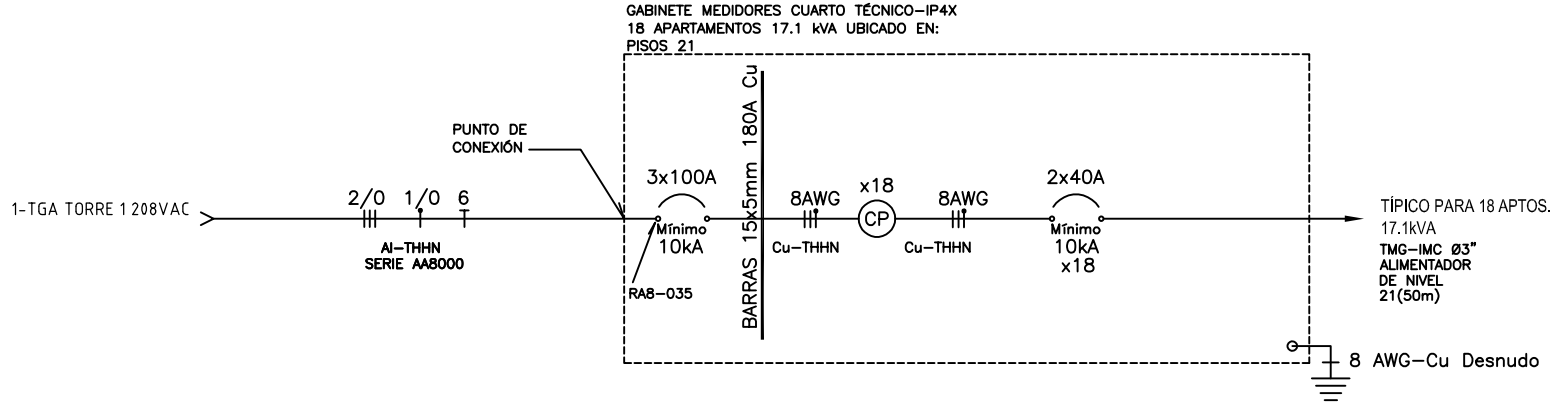 GABINETE MEDIDORES CUARTO TÉCNICO-IP4X
18 APARTAMENTOS 17.1 kVA UBICADO EN:
PISOS 21
PUNTO DE
CONEXIÓN
1-TGA TORRE 1 208VAC
2/0 1/0 6
Al-THHN
SERIE AA8000
3x100A
Mínimo
10kA
RA8-035
BARRAS 15x5mm 180A Cu
8AWG
Cu-THHN
x18
CP
8AWG
Cu-THHN
2x40A
Mínimo
10kA
x18
TÍPICO PARA 18 APTOS.
17.1kVA
TMG-IMC Ø3"
ALIMENTADOR
DE NIVEL
21(50m)
8 AWG-Cu Desnudo